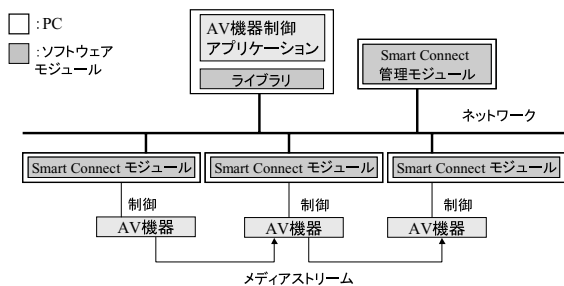 :PC
:ソフトウェア
モジュール
AV機器制御
アプリケーション
ライブラリ
Smart Connect
管理モジュール
ネットワーク
Smart Connect モジュール
Smart Connect モジュール
Smart Connect モジュール
制御
制御
制御
AV機器
AV機器
AV機器
メディアストリーム